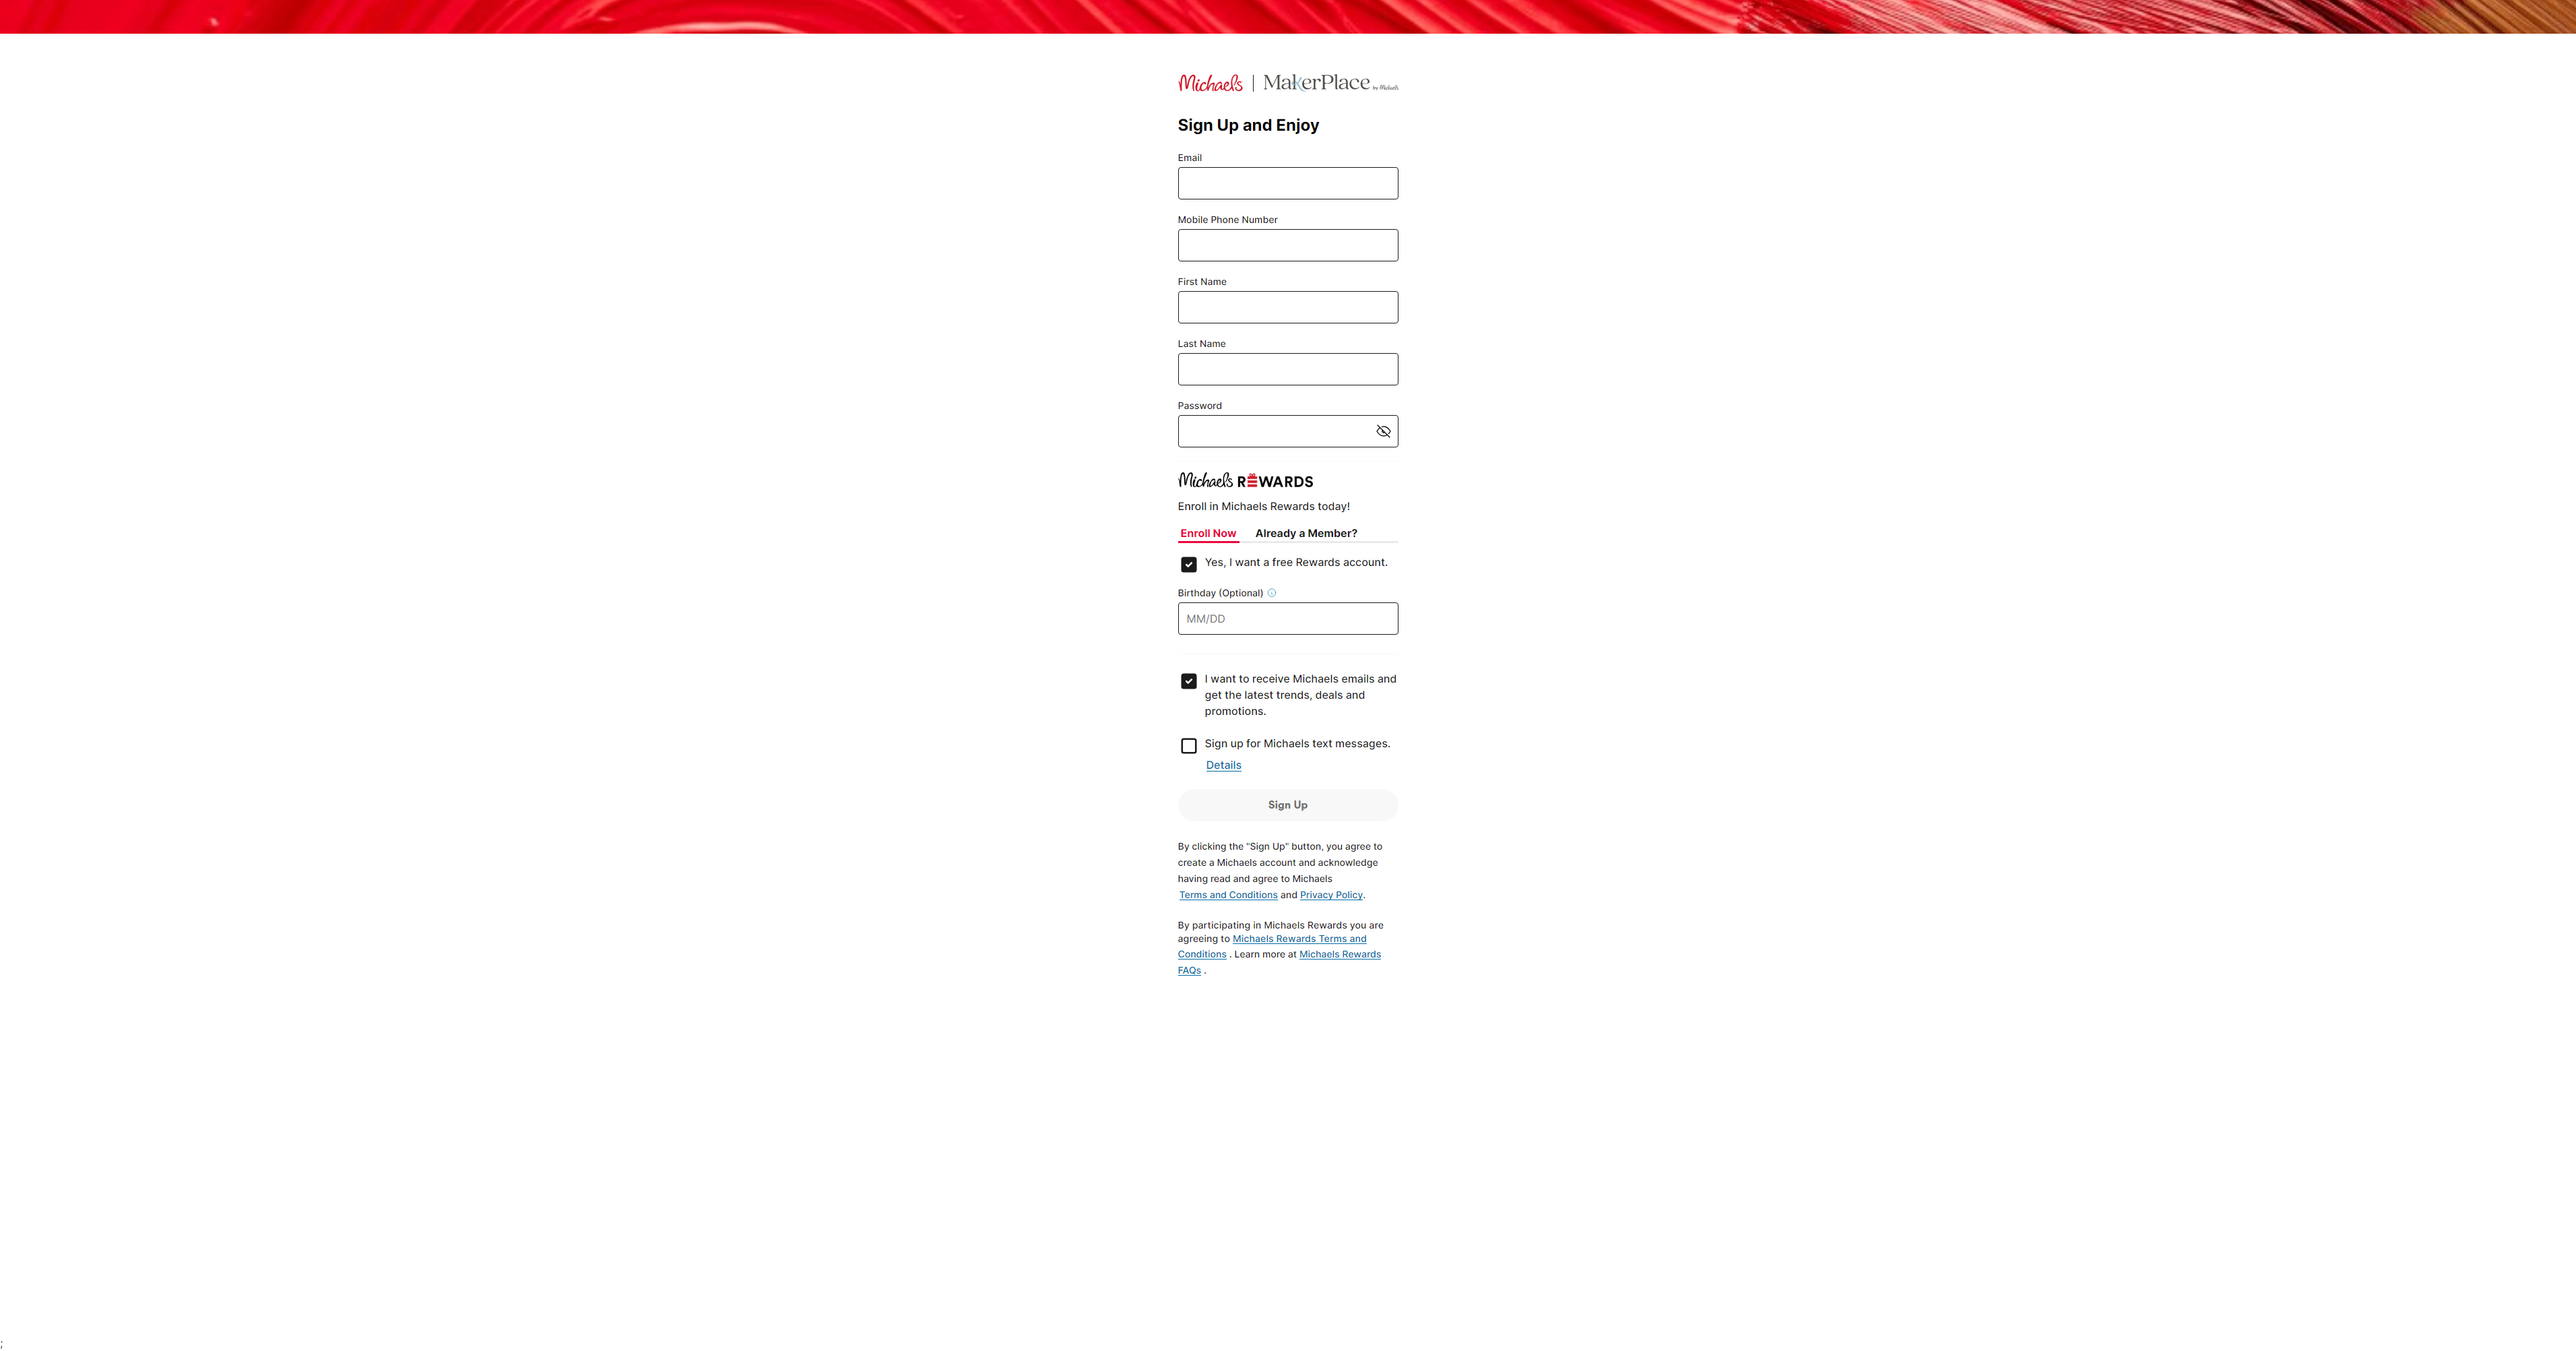 Michaels | MakerPlace by Michaels
Sign Up and Enjoy
Email
Mobile Phone Number
First Name
Last Name
Password
Michaels REWARDS
Enroll in Michaels Rewards today!
Enroll Now Already a Member?
Yes, I want a free Rewards account.
Birthday (Optional)
MM/DD
I want to receive Michaels emails and
get the latest trends, deals and
promotions.
Sign up for Michaels text messages.
Details
Sign Up
By clicking the "Sign Up" button, you agree to
create a Michaels account and acknowledge
having read and agree to Michaels
Terms and Conditions and Privacy Policy.
By participating in Michaels Rewards you are
agreeing to Michaels Rewards Terms and
Conditions . Learn more at Michaels Rewards
FAQs .
;